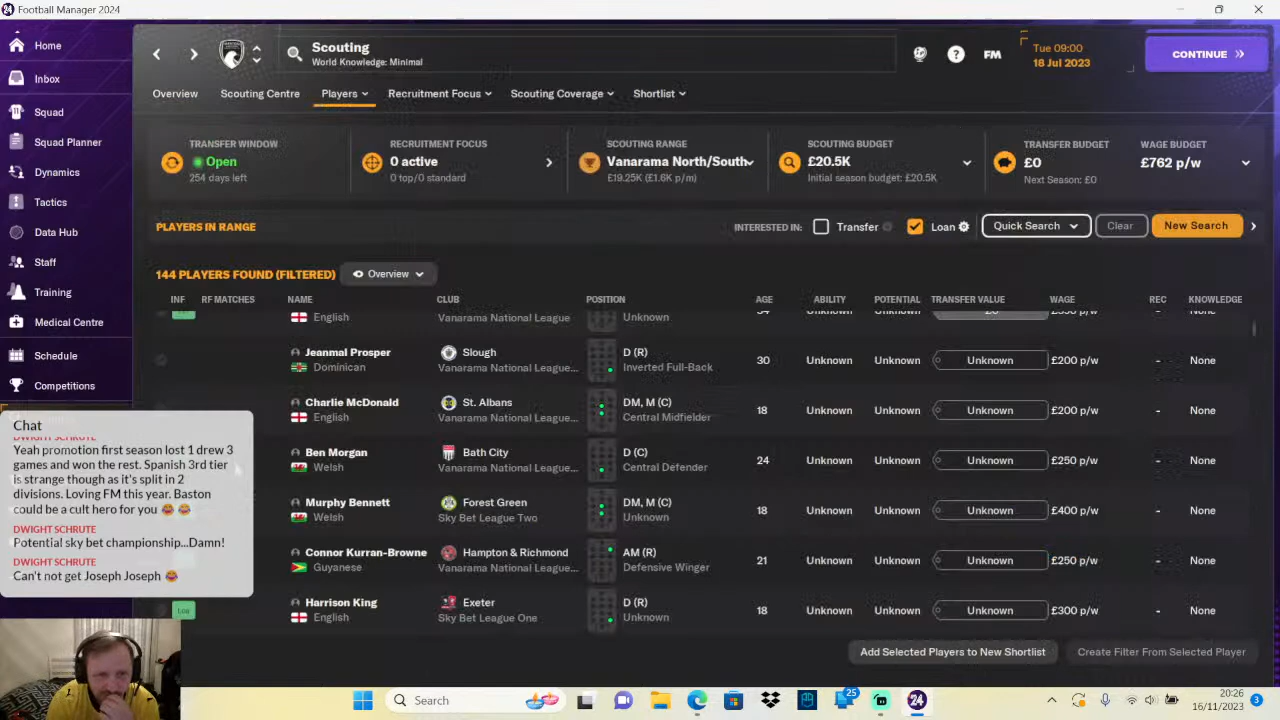 Football Manager 2024
Home
Inbox
Squad
Squad Planner
Dynamics
Tactics
Data Hub
Staff
Training
Medical Centre
Schedule
Competitions
Scouting
World Knowledge: Minimal
FM
Tue 09:00
18 Jul 2023
CONTINUE
Overview
Scouting Centre
Players
Recruitment Focus
Scouting Coverage
Shortlist
TRANSFER WINDOW
Open
254 days left
RECRUITMENT FOCUS
0 active
0 top/0 standard
SCOUTING RANGE
Vanarama North/South
£19.25K (£1.6K p/m)
SCOUTING BUDGET
£20.5K
Initial season budget: £20.5K
TRANSFER BUDGET
£0
Next Season: £0
WAGE BUDGET
£762 p/w
PLAYERS IN RANGE
INTERESTED IN:
Transfer
Loan
Quick Search
Clear
New Search
144 PLAYERS FOUND (FILTERED)
Overview
INF RF MATCHES NAME CLUB POSITION AGE ABILITY POTENTIAL TRANSFER VALUE WAGE REC KNOWLEDGE
English Vanarama National League Unknown
Jeanmal Prosper Slough D (R)
Dominican Vanarama National League... Inverted Full-Back
30 Unknown Unknown Unknown £200 p/w - None
Charlie McDonald St. Albans DM, M (C)
English Vanarama National League... Central Midfielder
18 Unknown Unknown Unknown £200 p/w - None
Ben Morgan Bath City D (C)
Welsh Vanarama National League... Central Defender
24 Unknown Unknown Unknown £250 p/w - None
Murphy Bennett Forest Green DM, M (C)
Welsh Sky Bet League Two Unknown
18 Unknown Unknown Unknown £400 p/w - None
Connor Kurran-Browne Hampton & Richmond AM (R)
Guyanese Vanarama National League... Defensive Winger
21 Unknown Unknown Unknown £250 p/w - None
Harrison King Exeter D (R)
English Sky Bet League One Unknown
Loa 18 Unknown Unknown Unknown £300 p/w - None
Add Selected Players to New Shortlist
Create Filter From Selected Player
Chat
DWIGHT SCHRUTE
Yeah promotion first season lost 1 drew 3
games and won the rest. Spanish 3rd tier
is strange though as it's split in 2
divisions. Loving FM this year. Baston
could be a cult hero for you 😂 😂
DWIGHT SCHRUTE
Potential sky bet championship...Damn!
DWIGHT SCHRUTE
Can't not get Joseph Joseph 😂
Search
25
24
20:26
16/11/2023
3